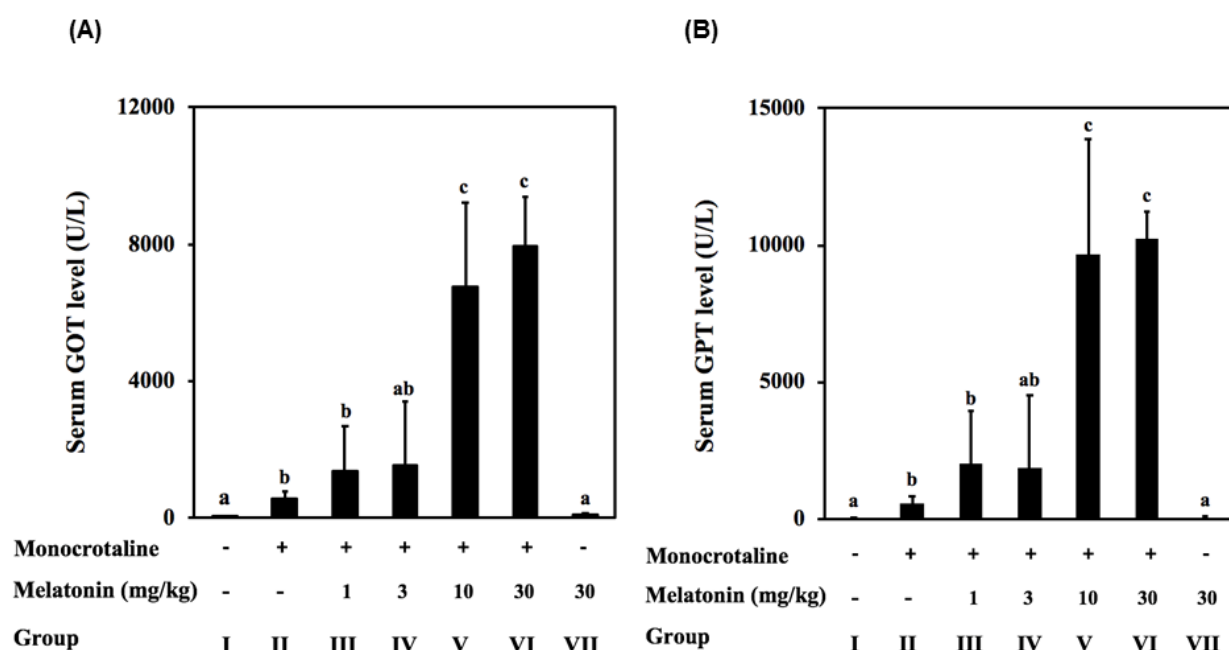 (A)
12000
8000
4000
0
Serum GOT level (U/L)
a b b ab c c a
Monocrotaline - + + + + + -
Melatonin (mg/kg) - - 1 3 10 30 30
Group I II III IV V VI VII
(B)
15000
10000
5000
0
Serum GPT level (U/L)
a b b ab c c a
Monocrotaline - + + + + + -
Melatonin (mg/kg) - - 1 3 10 30 30
Group I II III IV V VI VII